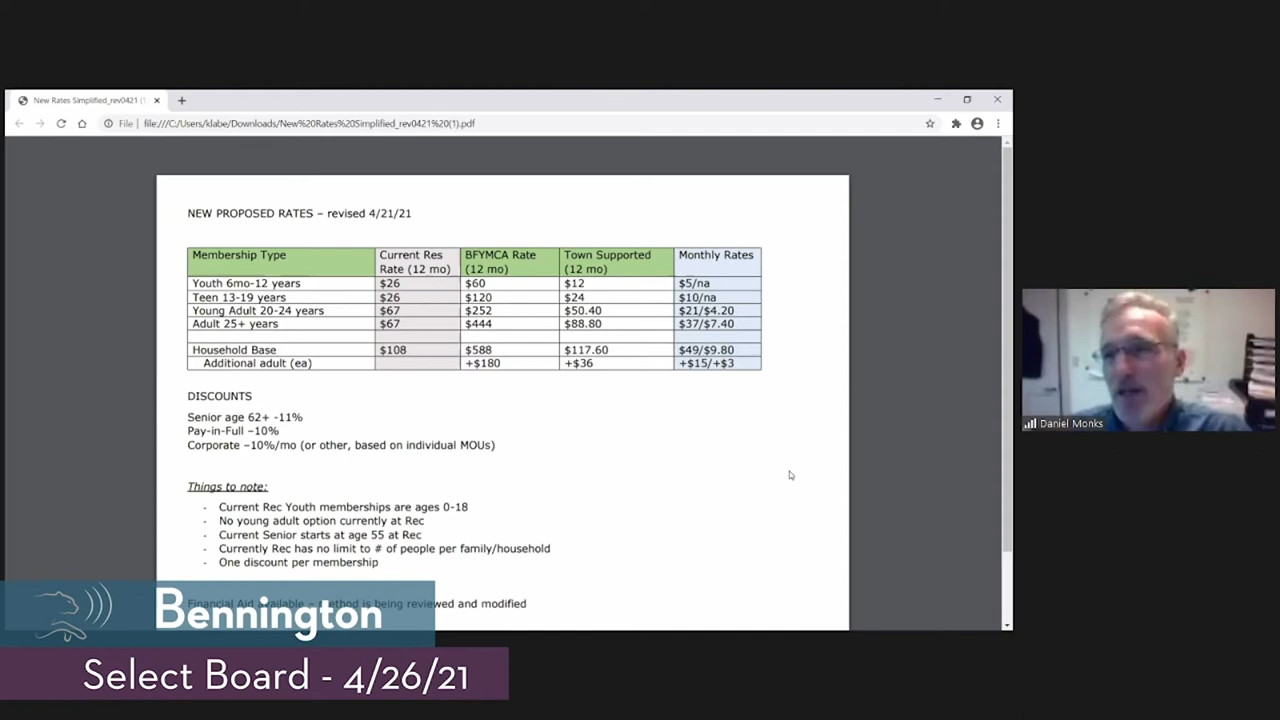 New Rates Simplified_rev0421 (1
File file:///C:/Users/klabe/Downloads/New%20Rates%20Simplified_rev0421%20(1).pdf
NEW PROPOSED RATES – revised 4/21/21
Membership Type Current Res Rate (12 mo) BFYMCA Rate (12 mo) Town Supported (12 mo) Monthly Rates
Youth 6mo-12 years $26 $60 $12 $5/na
Teen 13-19 years $26 $120 $24 $10/na
Young Adult 20-24 years $67 $252 $50.40 $21/$4.20
Adult 25+ years $67 $444 $88.80 $37/$7.40
Household Base $108 $588 $117.60 $49/$9.80
Additional adult (ea) +$180 +$36 +$15/+$3
DISCOUNTS
Senior age 62+ -11%
Pay-in-Full –10%
Corporate –10%/mo (or other, based on individual MOUs)
Things to note:
- Current Rec Youth memberships are ages 0-18
- No young adult option currently at Rec
- Current Senior starts at age 55 at Rec
- Currently Rec has no limit to # of people per family/household
- One discount per membership
Financial Aid available – method is being reviewed and modified
Daniel Monks
Bennington
Select Board - 4/26/21